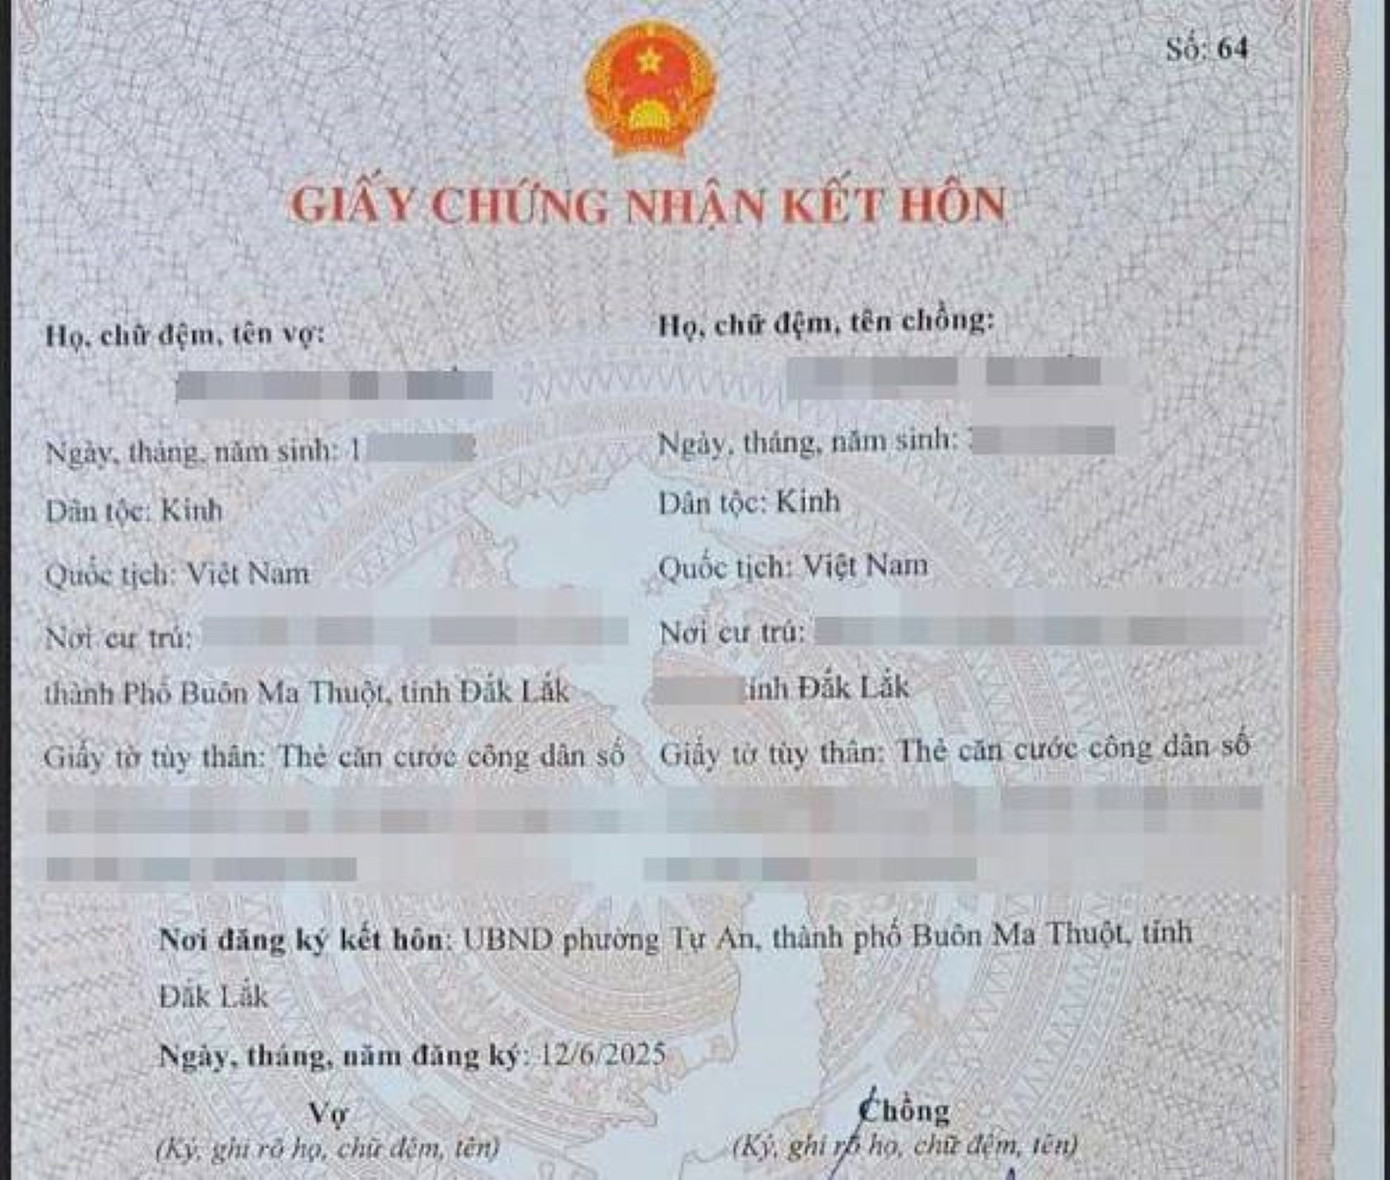 Số: 64
GIẤY CHỨNG NHẬN KẾT HÔN
Họ, chữ đệm, tên vợ:
Họ, chữ đệm, tên chồng:
Ngày, tháng, năm sinh: 1
Ngày, tháng, năm sinh:
Dân tộc: Kinh
Dân tộc: Kinh
Quốc tịch: Việt Nam
Quốc tịch: Việt Nam
Nơi cư trú:
Nơi cư trú:
thành Phố Buôn Ma Thuột, tỉnh Đắk Lắk
ỉnh Đắk Lắk
Giấy tờ tùy thân: Thẻ căn cước công dân số
Giấy tờ tùy thân: Thẻ căn cước công dân số
Nơi đăng ký kết hôn: UBND phường Tự An, thành phố Buôn Ma Thuột, tỉnh
Đắk Lắk
Ngày, tháng, năm đăng ký: 12/6/2025
Vợ
Chồng
(Ký, ghi rõ họ, chữ đệm, tên)
(Ký, ghi rõ họ, chữ đệm, tên)